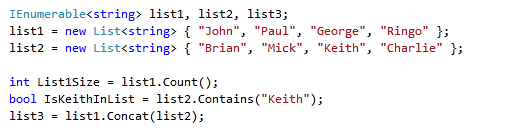 IEnumerable<string> list1, list2, list3;
list1 = new List<string> { "John", "Paul", "George", "Ringo" };
list2 = new List<string> { "Brian", "Mick", "Keith", "Charlie" };
int List1Size = list1.Count();
bool IsKeithInList = list2.Contains("Keith");
list3 = list1.Concat(list2);